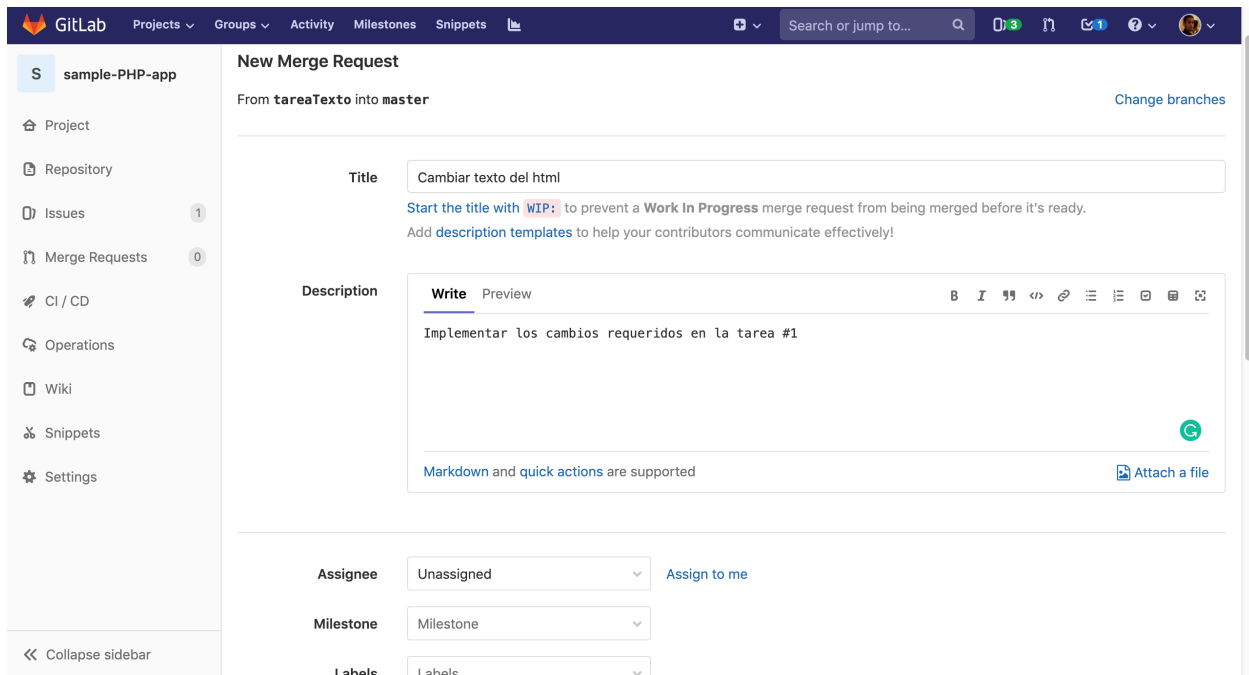 GitLab Projects Groups Activity Milestones Snippets Search or jump to... 3 1
S sample-PHP-app
Project
Repository
Issues 1
Merge Requests 0
CI / CD
Operations
Wiki
Snippets
Settings
Collapse sidebar
New Merge Request
From tareaTexto into master Change branches
Title Cambiar texto del html
Start the title with WIP: to prevent a Work In Progress merge request from being merged before it's ready.
Add description templates to help your contributors communicate effectively!
Description Write Preview
Implementar los cambios requeridos en la tarea #1
Markdown and quick actions are supported Attach a file
Assignee Unassigned Assign to me
Milestone Milestone
Labels Labels